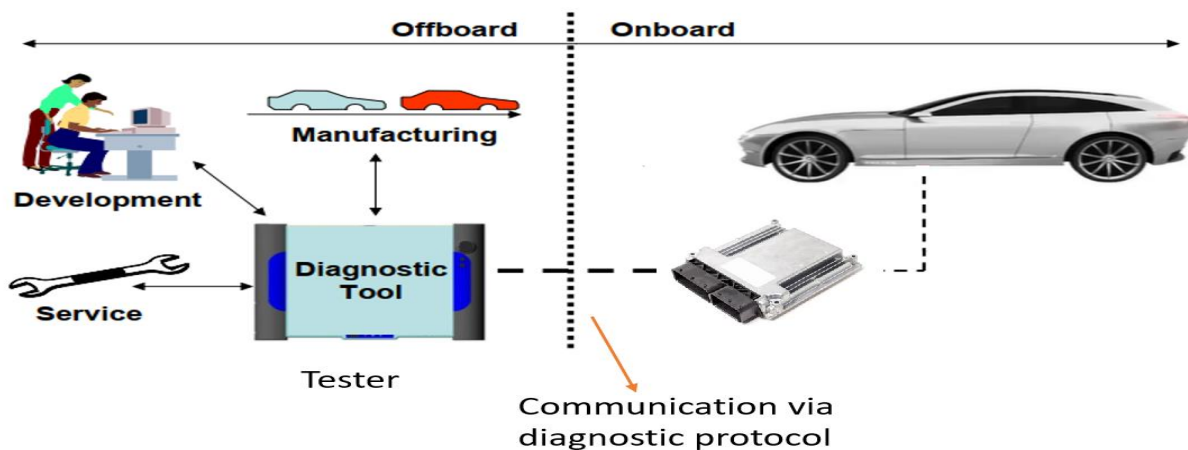 Offboard
Onboard
Manufacturing
Development
Diagnostic
Tool
Service
Tester
Communication via
diagnostic protocol